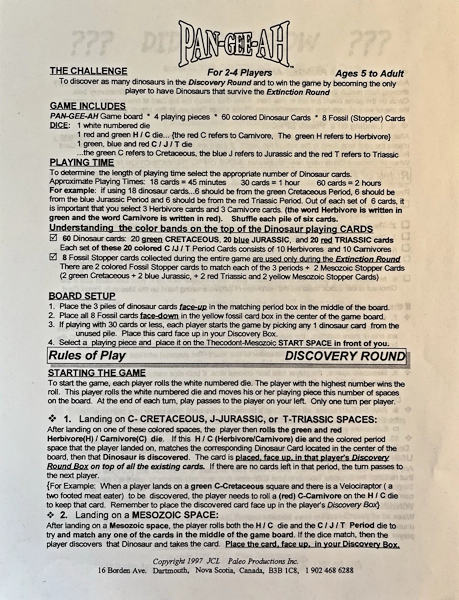 PAN-GEE-AH
THE CHALLENGE For 2-4 Players Ages 5 to Adult
To discover as many dinosaurs in the Discovery Round and to win the game by becoming the only
player to have Dinosaurs that survive the Extinction Round
GAME INCLUDES
PAN-GEE-AH Game board * 4 playing pieces * 60 colored Dinosaur Cards * 8 Fossil (Stopper) Cards
DICE: 1 white numbered die
1 red and green H / C die... {the red C refers to Carnivore, The green H refers to Herbivore}
1 green, blue and red C / J / T die
...the green C refers to Cretaceous, the blue J refers to Jurassic and the red T refers to Triassic
PLAYING TIME
To determine the length of playing time select the appropriate number of Dinosaur cards.
Approximate Playing Times: 18 cards = 45 minutes 30 cards = 1 hour 60 cards = 2 hours
For example: if using 18 dinosaur cards...6 should be from the green Cretaceous Period, 6 should be
from the blue Jurassic Period and 6 should be from the red Triassic Period. Out of each set of 6 cards, it
is important you select 3 Herbivore cards and 3 Carnivore cards. (the word Herbivore is written in
green and the word Carnivore is written in red). Shuffle each pile of six cards.
Understanding the color bands on the top of the Dinosaur playing CARDS
☑ 60 Dinosaur cards: 20 green CRETACEOUS, 20 blue JURASSIC, and 20 red TRIASSIC cards
Each set of these 20 colored C / J / T Period Cards consists of 10 Herbivores and 10 Carnivores
☑ 8 Fossil Stopper cards collected during the entire game are used only during the Extinction Round
There are 2 colored Fossil Stopper cards to match each of the 3 periods + 2 Mesozoic Stopper Cards
(2 green Cretaceous + 2 blue Jurassic, + 2 red Triassic and 2 yellow Mesozoic Stopper Cards)
BOARD SETUP
1. Place the 3 piles of dinosaur cards face-up in the matching period box in the middle of the board.
2. Place all 8 Fossil cards face-down in the yellow fossil card box in the center of the game board.
3. If playing with 30 cards or less, each player starts the game by picking any 1 dinosaur card from the
unused pile. Place this card face up in your Discovery Box.
4. Select a playing piece and place it on the Thecodont-Mesozoic START SPACE in front of you.
Rules of Play DISCOVERY ROUND
STARTING THE GAME
To start the game, each player rolls the white numbered die. The player with the highest number wins the
roll. This player rolls the white numbered die and moves his or her playing piece this number of spaces
on the board. At the end of each turn, play passes to the player on your left. Only one turn per player.
❖ 1. Landing on C- CRETACEOUS, J-JURASSIC, or T-TRIASSIC SPACES:
After landing on one of these colored spaces, the player then rolls the green and red
Herbivore(H) / Carnivore(C) die. If this H / C (Herbivore/Carnivore) die and the colored period
space that the player landed on, matches the corresponding Dinosaur Card located in the center of the
board, then that Dinosaur is discovered. The card is placed, face up, in that player's Discovery
Round Box on top of all the existing cards. If there are no cards left in that period, the turn passes to
the next player.
{For Example: When a player lands on a green C-Cretaceous square and there is a Velociraptor ( a
two footed meat eater) to be discovered, the player needs to roll a (red) C-Carnivore on the H / C die
to keep that card. Remember to place the discovered card face up in the player's Discovery Box}
❖ 2. Landing on a MESOZOIC SPACE:
After landing on a Mesozoic space, the player rolls both the H / C die and the C / J / T Period die to
try and match any one of the cards in the middle of the game board. If the dice match, then the
player discovers that Dinosaur and takes the card. Place the card, face up, in your Discovery Box.
Copyright 1997 JCL Paleo Productions Inc.
16 Borden Ave. Dartmouth, Nova Scotia, Canada, B3B 1C8, 1 902 468 6288